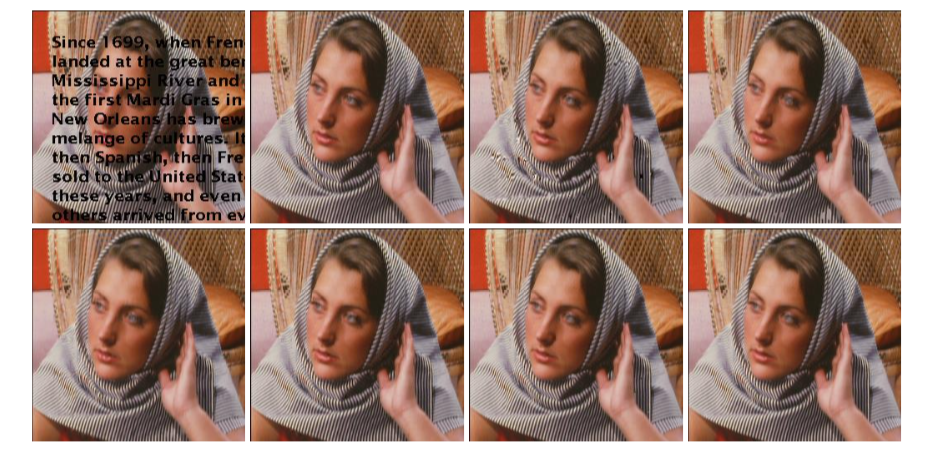 Since 1699, when Fren
landed at the great ber
Mississippi River and
the first Mardi Gras in
New Orleans has brew
melange of cultures. It
then Spanish, then Fre
sold to the United Stat
these years, and even
others arrived from ev